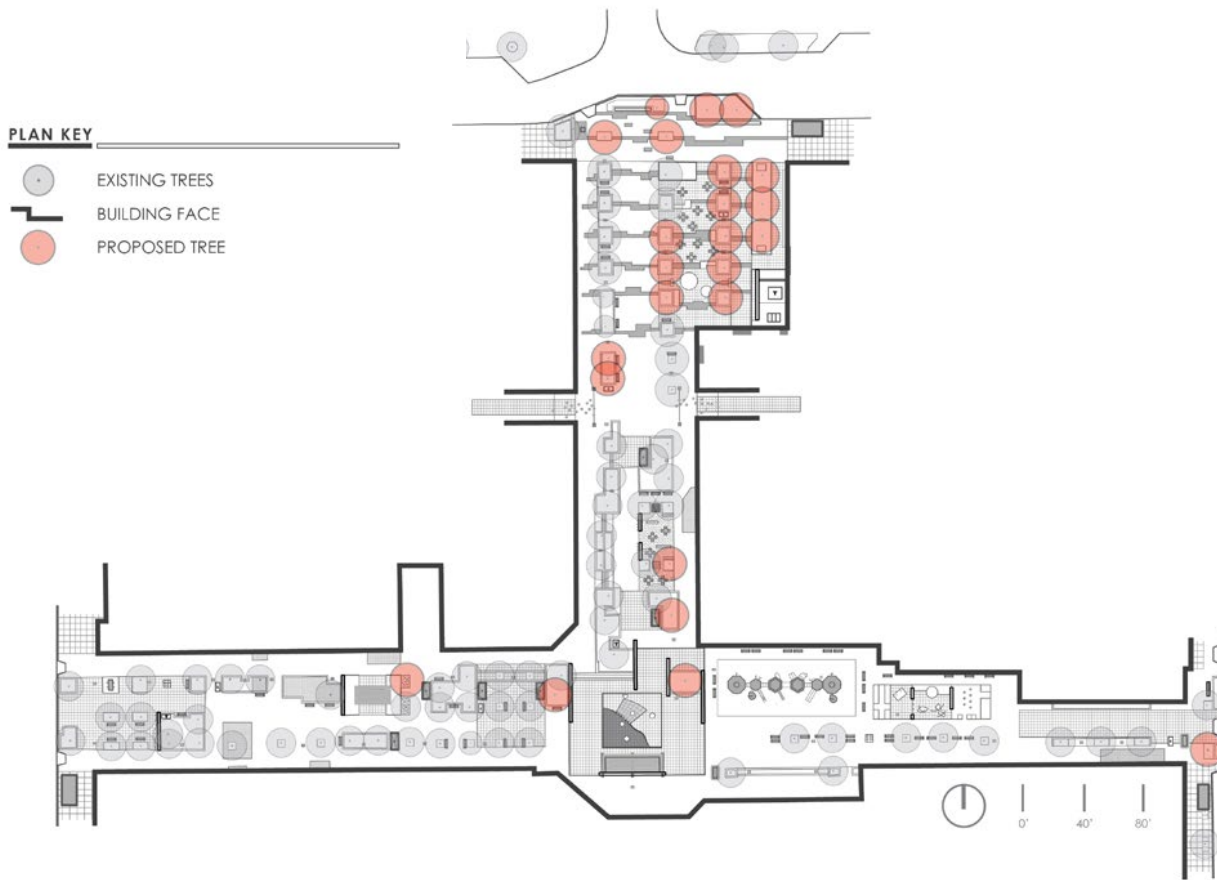 PLAN KEY
EXISTING TREES
BUILDING FACE
PROPOSED TREE
0' 40' 80'